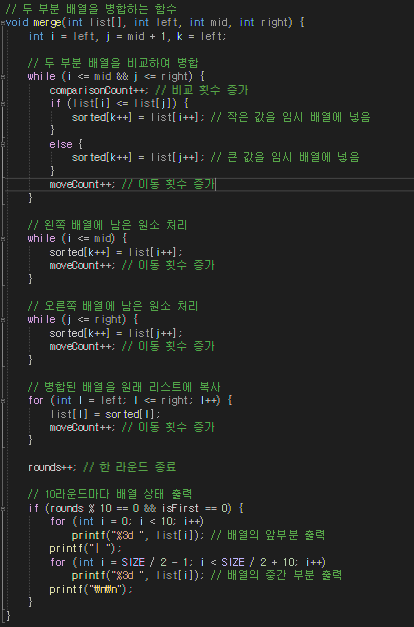 // 두 부분 배열을 병합하는 함수
void merge(int list[], int left, int mid, int right) {
    int i = left, j = mid + 1, k = left;

    // 두 부분 배열을 비교하여 병합
    while (i <= mid && j <= right) {
        comparisonCount++; // 비교 횟수 증가
        if (list[i] <= list[j]) {
            sorted[k++] = list[i++]; // 작은 값을 임시 배열에 넣음
        }
        else {
            sorted[k++] = list[j++]; // 큰 값을 임시 배열에 넣음
        }
        moveCount++; // 이동 횟수 증가
    }

    // 왼쪽 배열에 남은 원소 처리
    while (i <= mid) {
        sorted[k++] = list[i++];
        moveCount++; // 이동 횟수 증가
    }

    // 오른쪽 배열에 남은 원소 처리
    while (j <= right) {
        sorted[k++] = list[j++];
        moveCount++; // 이동 횟수 증가
    }

    // 병합된 배열을 원래 리스트에 복사
    for (int l = left; l <= right; l++) {
        list[l] = sorted[l];
        moveCount++; // 이동 횟수 증가
    }

    rounds++; // 한 라운드 종료

    // 10라운드마다 배열 상태 출력
    if (rounds % 10 == 0 && isFirst == 0) {
        for (int i = 0; i < 10; i++)
            printf("%3d ", list[i]); // 배열의 앞부분 출력
        printf("| ");
        for (int i = SIZE / 2 - 1; i < SIZE / 2 + 10; i++)
            printf("%3d ", list[i]); // 배열의 중간 부분 출력
        printf("₩n₩n");
    }
}